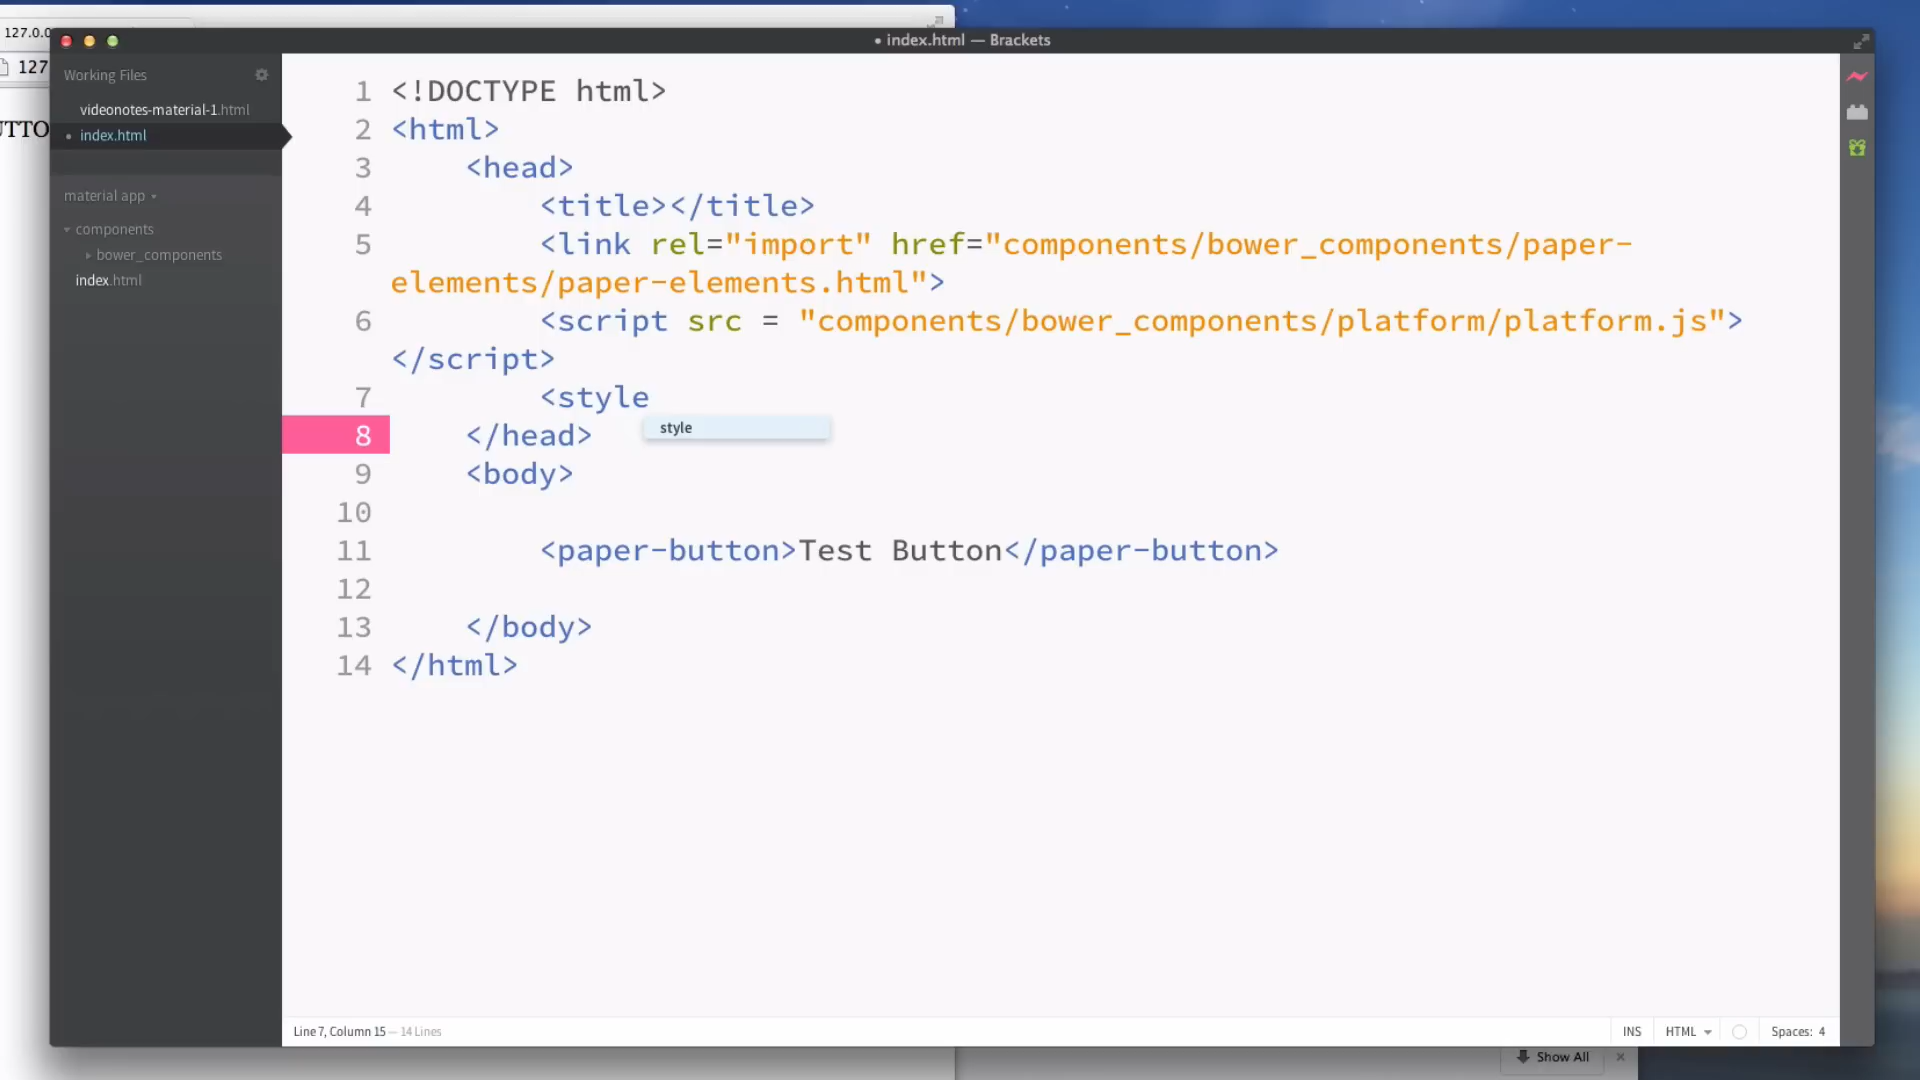 127.0.0
127
UTTO
• index.html — Brackets
Working Files
videonotes-material-1.html
• index.html
material app
components
bower_components
index.html
1 <!DOCTYPE html>
2 <html>
3 <head>
4 <title></title>
5 <link rel="import" href="components/bower_components/paper-
elements/paper-elements.html">
6 <script src = "components/bower_components/platform/platform.js">
</script>
7 <style
style
8 </head>
9 <body>
10
11 <paper-button>Test Button</paper-button>
12
13 </body>
14 </html>
Line 7, Column 15 — 14 Lines
INS
HTML
Spaces: 4
Show All